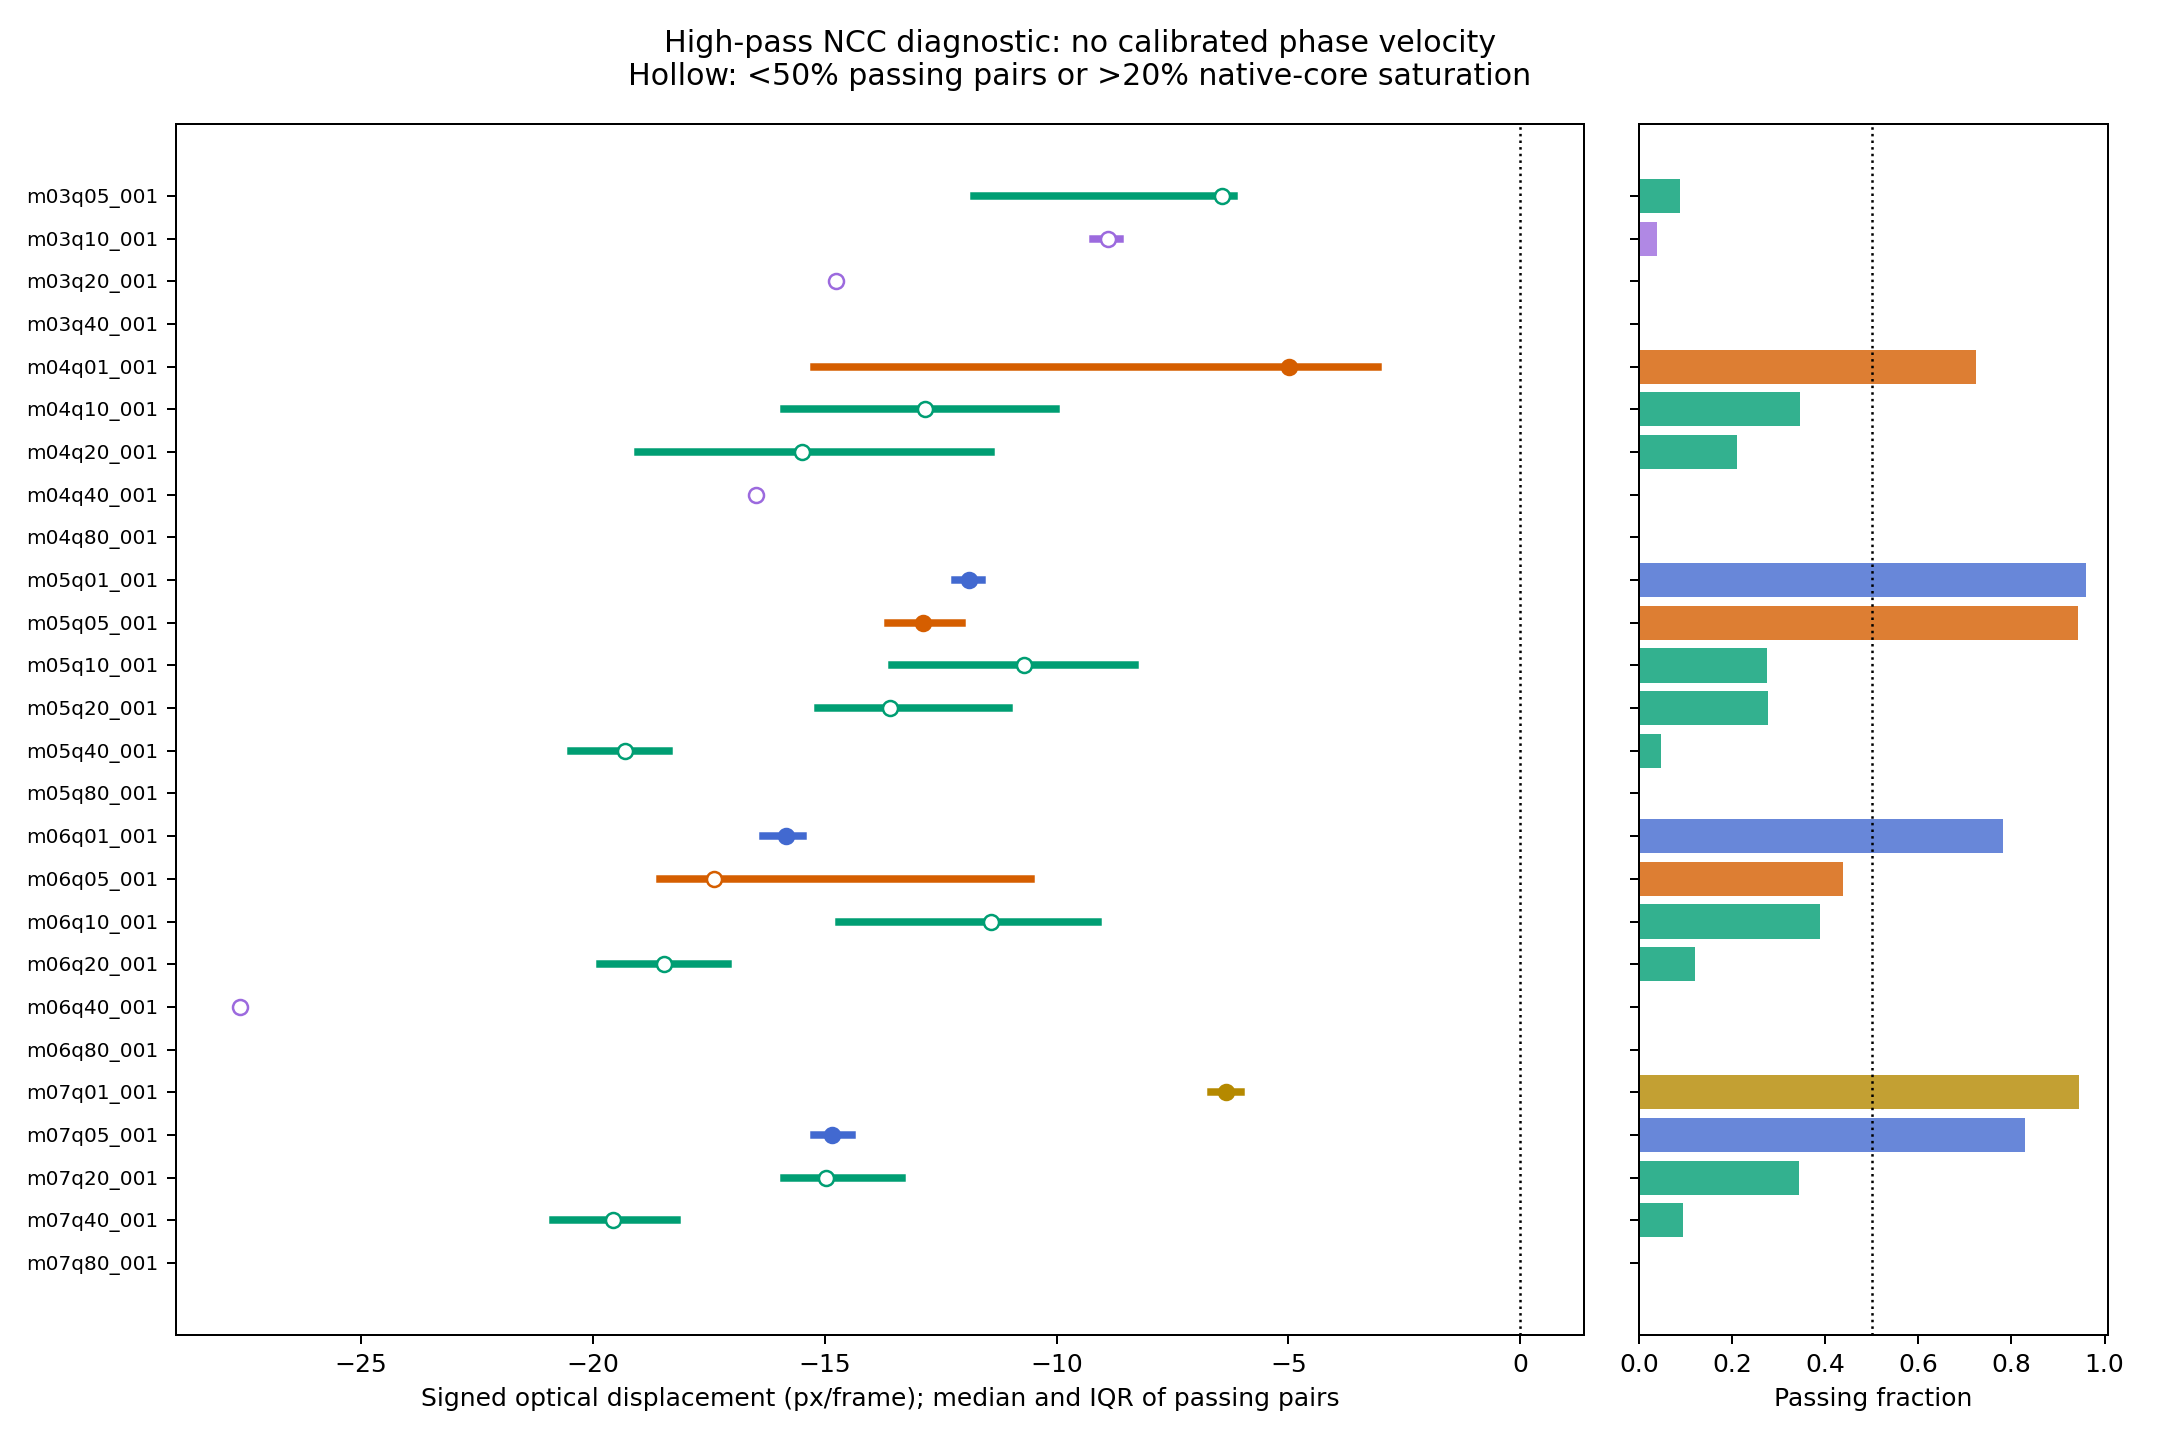 High-pass NCC diagnostic: no calibrated phase velocity
Hollow: <50% passing pairs or >20% native-core saturation
m03q05_001
m03q10_001
m03q20_001
m03q40_001
m04q01_001
m04q10_001
m04q20_001
m04q40_001
m04q80_001
m05q01_001
m05q05_001
m05q10_001
m05q20_001
m05q40_001
m05q80_001
m06q01_001
m06q05_001
m06q10_001
m06q20_001
m06q40_001
m06q80_001
m07q01_001
m07q05_001
m07q20_001
m07q40_001
m07q80_001
−25 −20 −15 −10 −5 0
Signed optical displacement (px/frame); median and IQR of passing pairs
0.0 0.2 0.4 0.6 0.8 1.0
Passing fraction